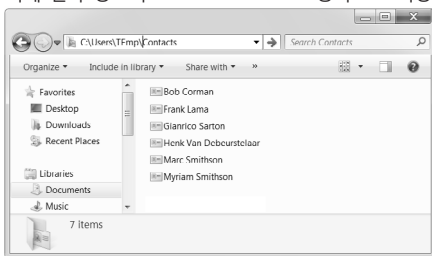 C:\Users\TEmp\Contacts
Search Contacts
Organize
Include in library
Share with
»
Favorites
Desktop
Downloads
Recent Places
Libraries
Documents
Music
Bob Corman
Frank Lama
Gianrico Sarton
Henk Van Debeurstelaar
Marc Smithson
Myriam Smithson
7 items